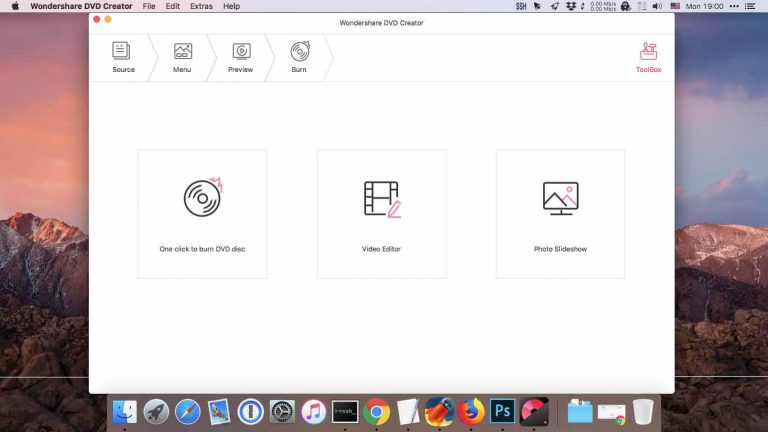 Wondershare DVD Creator File Edit Extras Help SSH 0.00 Mb/s 0.00 Mb/s Mon 19:00
Wondershare DVD Creator
Source Menu Preview Burn ToolBox
One click to burn DVD disc Video Editor Photo Slideshow
Ps